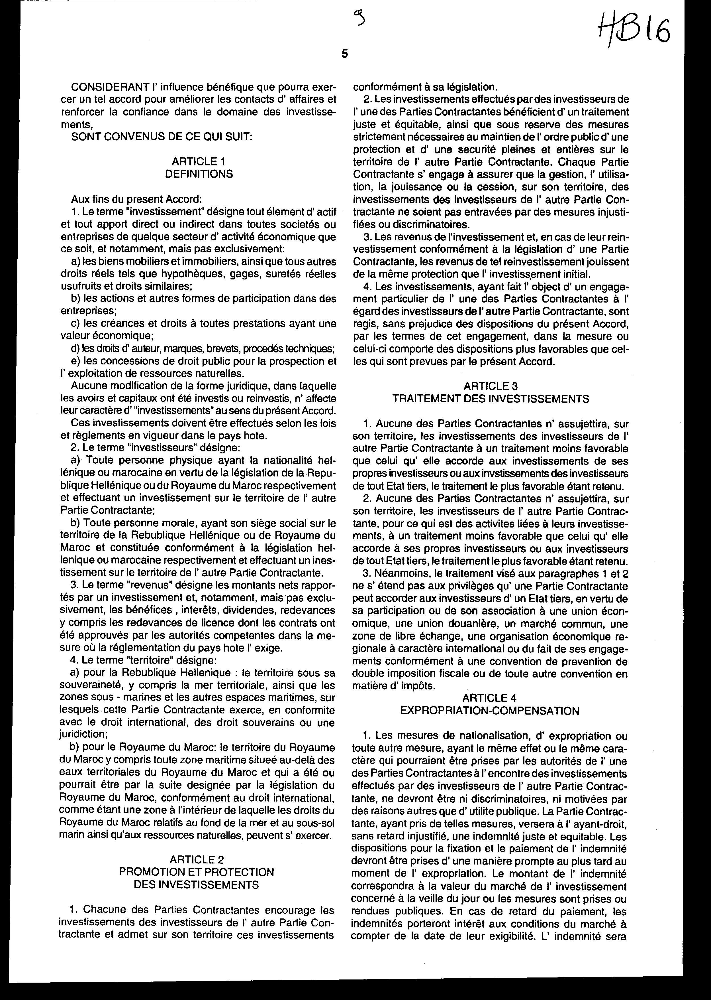 9
HB16
5
CONSIDERANT l' influence bénéfique que pourra exer-
cer un tel accord pour améliorer les contacts d' affaires et
renforcer la confiance dans le domaine des investisse-
ments,
SONT CONVENUS DE CE QUI SUIT:
ARTICLE 1
DEFINITIONS
Aux fins du present Accord:
1. Le terme "investissement" désigne tout élement d' actif
et tout apport direct ou indirect dans toutes societés ou
entreprises de quelque secteur d' activité économique que
ce soit, et notamment, mais pas exclusivement:
a) les biens mobiliers et immobiliers, ainsi que tous autres
droits réels tels que hypothèques, gages, suretés réelles
usufruits et droits similaires;
b) les actions et autres formes de participation dans des
entreprises;
c) les créances et droits à toutes prestations ayant une
valeur économique;
d) les droits d' auteur, marques, brevets, procedés techniques;
e) les concessions de droit public pour la prospection et
l' exploitation de ressources naturelles.
Aucune modification de la forme juridique, dans laquelle
les avoirs et capitaux ont été investis ou reinvestis, n' affecte
leur caractère d' "investissements" au sens du présent Accord.
Ces investissements doivent être effectués selon les lois
et règlements en vigueur dans le pays hote.
2. Le terme "investisseurs" désigne:
a) Toute personne physique ayant la nationalité hel-
lénique ou marocaine en vertu de la législation de la Repu-
blique Hellénique ou du Royaume du Maroc respectivement
et effectuant un investissement sur le territoire de l' autre
Partie Contractante;
b) Toute personne morale, ayant son siège social sur le
territoire de la Rebublique Hellénique ou de Royaume du
Maroc et constituée conformément à la législation hel-
lenique ou marocaine respectivement et effectuant un ines-
tissement sur le territoire de l' autre Partie Contractante.
3. Le terme "revenus" désigne les montants nets rappor-
tés par un investissement et, notamment, mais pas exclu-
sivement, les bénéfices , interêts, dividendes, redevances
y compris les redevances de licence dont les contrats ont
été approuvés par les autorités competentes dans la me-
sure où la réglementation du pays hote l' exige.
4. Le terme "territoire" désigne:
a) pour la Rebublique Hellenique : le territoire sous sa
souveraineté, y compris la mer territoriale, ainsi que les
zones sous - marines et les autres espaces maritimes, sur
lesquels cette Partie Contractante exerce, en conformite
avec le droit international, des droit souverains ou une
juridiction;
b) pour le Royaume du Maroc: le territoire du Royaume
du Maroc y compris toute zone maritime situeé au-delà des
eaux territoriales du Royaume du Maroc et qui a été ou
pourrait être par la suite designée par la législation du
Royaume du Maroc, conformément au droit international,
comme étant une zone à l'intérieur de laquelle les droits du
Royaume du Maroc relatifs au fond de la mer et au sous-sol
marin ainsi qu'aux ressources naturelles, peuvent s' exercer.
ARTICLE 2
PROMOTION ET PROTECTION
DES INVESTISSEMENTS
1. Chacune des Parties Contractantes encourage les
investissements des investisseurs de l' autre Partie Con-
tractante et admet sur son territoire ces investissements
conformément à sa législation.
2. Les investissements effectués par des investisseurs de
l' une des Parties Contractantes bénéficient d' un traitement
juste et équitable, ainsi que sous reserve des mesures
strictement nécessaires au maintien de l' ordre public d' une
protection et d' une securité pleines et entières sur le
territoire de l' autre Partie Contractante. Chaque Partie
Contractante s' engage à assurer que la gestion, l' utilisa-
tion, la jouissance ou la cession, sur son territoire, des
investissements des investisseurs de l' autre Partie Con-
tractante ne soient pas entravées par des mesures injusti-
fiées ou discriminatoires.
3. Les revenus de l'investissement et, en cas de leur rein-
vestissement conformément à la législation d' une Partie
Contractante, les revenus de tel reinvestissement jouissent
de la même protection que l' investissement initial.
4. Les investissements, ayant fait l' object d' un engage-
ment particulier de l' une des Parties Contractantes à l'
égard des investisseurs de l' autre Partie Contractante, sont
regis, sans prejudice des dispositions du présent Accord,
par les termes de cet engagement, dans la mesure ou
celui-ci comporte des dispositions plus favorables que cel-
les qui sont prevues par le présent Accord.
ARTICLE 3
TRAITEMENT DES INVESTISSEMENTS
1. Aucune des Parties Contractantes n' assujettira, sur
son territoire, les investissements des investisseurs de l'
autre Partie Contractante à un traitement moins favorable
que celui qu' elle accorde aux investissements de ses
propres investisseurs ou aux invstissements des investisseurs
de tout Etat tiers, le traitement le plus favorable étant retenu.
2. Aucune des Parties Contractantes n' assujettira, sur
son territoire, les investisseurs de l' autre Partie Contrac-
tante, pour ce qui est des activites liées à leurs investisse-
ments, à un traitement moins favorable que celui qu' elle
accorde à ses propres investisseurs ou aux investisseurs
de tout Etat tiers, le traitement le plus favorable étant retenu.
3. Néanmoins, le traitement visé aux paragraphes 1 et 2
ne s' étend pas aux privilèges qu' une Partie Contractante
peut accorder aux investisseurs d' un Etat tiers, en vertu de
sa participation ou de son association à une union écon-
omique, une union douanière, un marché commun, une
zone de libre échange, une organisation économique re-
gionale à caractère international ou du fait de ses engage-
ments conformément à une convention de prevention de
double imposition fiscale ou de toute autre convention en
matière d' impôts.
ARTICLE 4
EXPROPRIATION-COMPENSATION
1. Les mesures de nationalisation, d' expropriation ou
toute autre mesure, ayant le même effet ou le même cara-
ctère qui pourraient être prises par les autorités de l' une
des Parties Contractantes à l' encontre des investissements
effectués par des investisseurs de l' autre Partie Contrac-
tante, ne devront être ni discriminatoires, ni motivées par
des raisons autres que d' utilite publique. La Partie Contrac-
tante, ayant pris de telles mesures, versera à l' ayant-droit,
sans retard injustifié, une indemnité juste et equitable. Les
dispositions pour la fixation et le paiement de l' indemnité
devront être prises d' une manière prompte au plus tard au
moment de l' expropriation. Le montant de l' indemnité
correspondra à la valeur du marché de l' investissement
concerné à la veille du jour ou les mesures sont prises ou
rendues publiques. En cas de retard du paiement, les
indemnités porteront intérêt aux conditions du marché à
compter de la date de leur exigibilité. L' indemnité sera